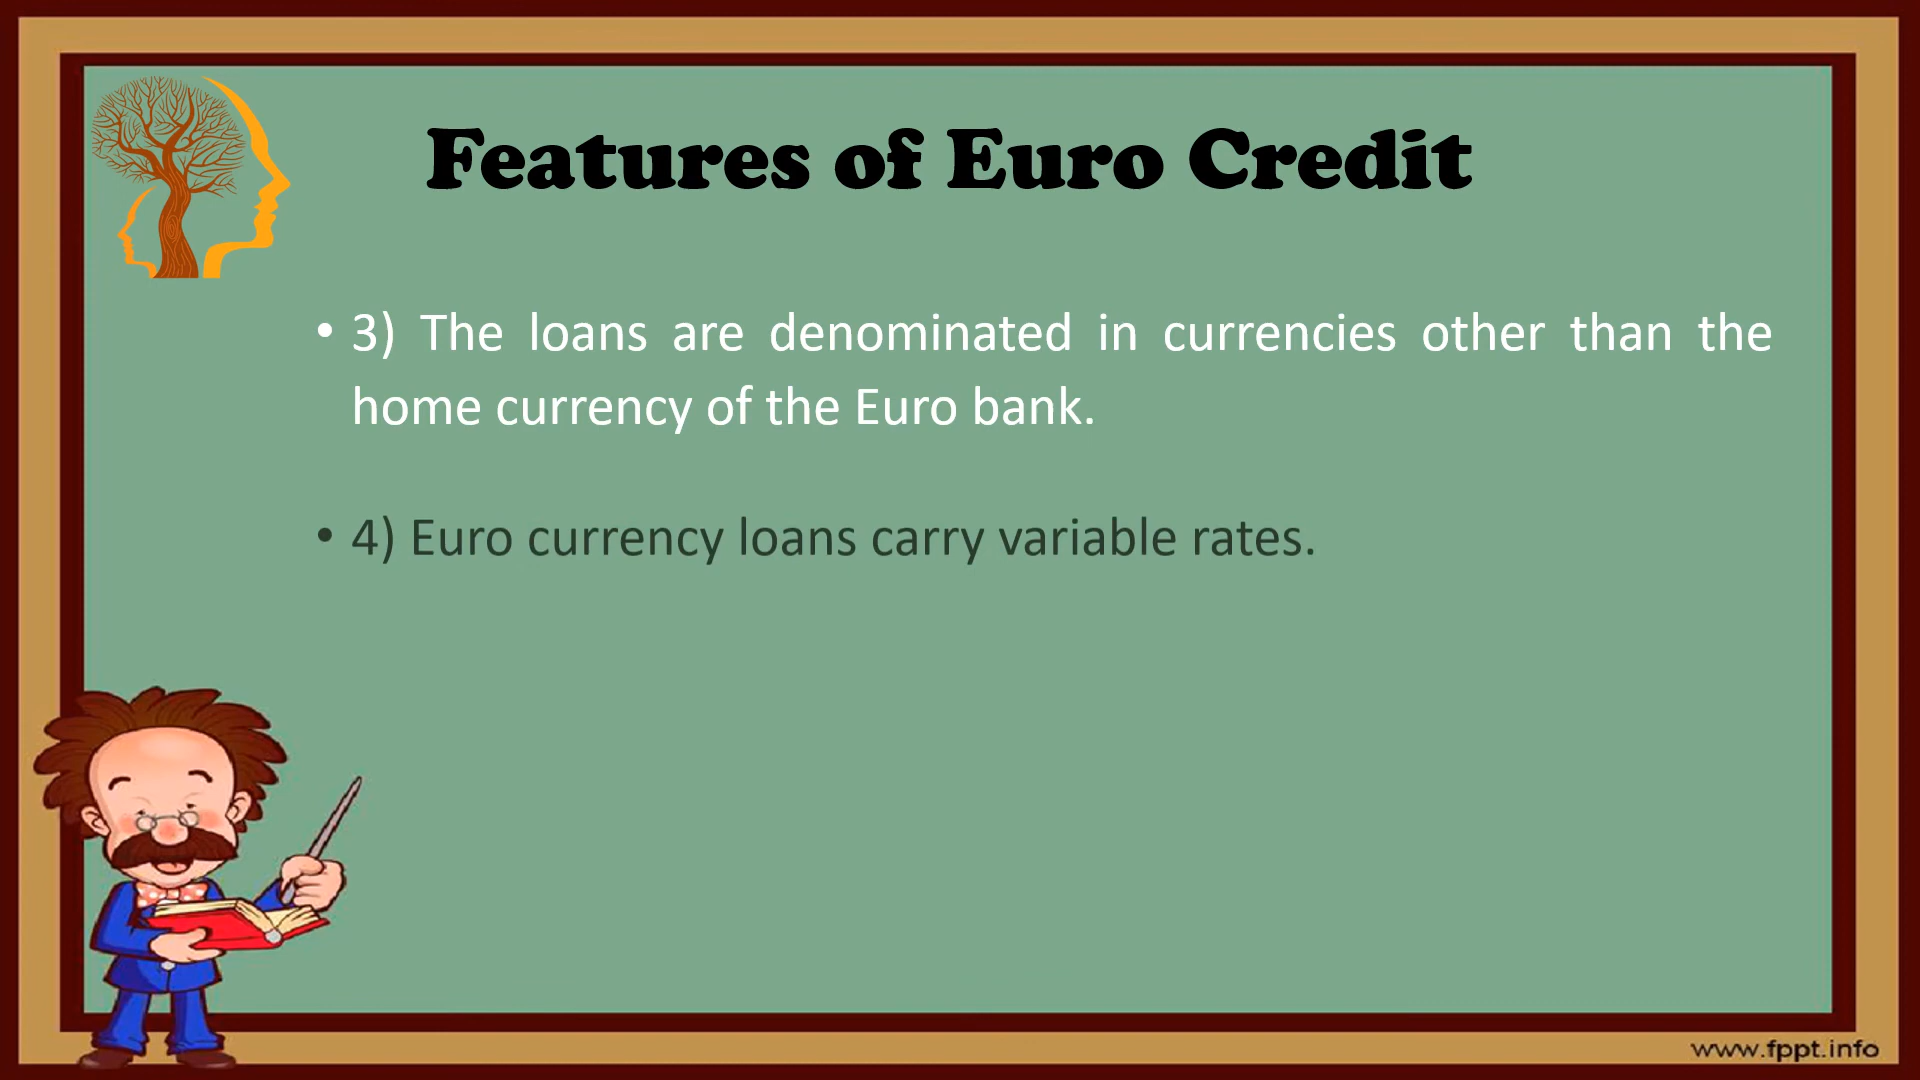 Features of Euro Credit
• 3) The loans are denominated in currencies other than the
home currency of the Euro bank.
• 4) Euro currency loans carry variable rates.
www.fppt.info